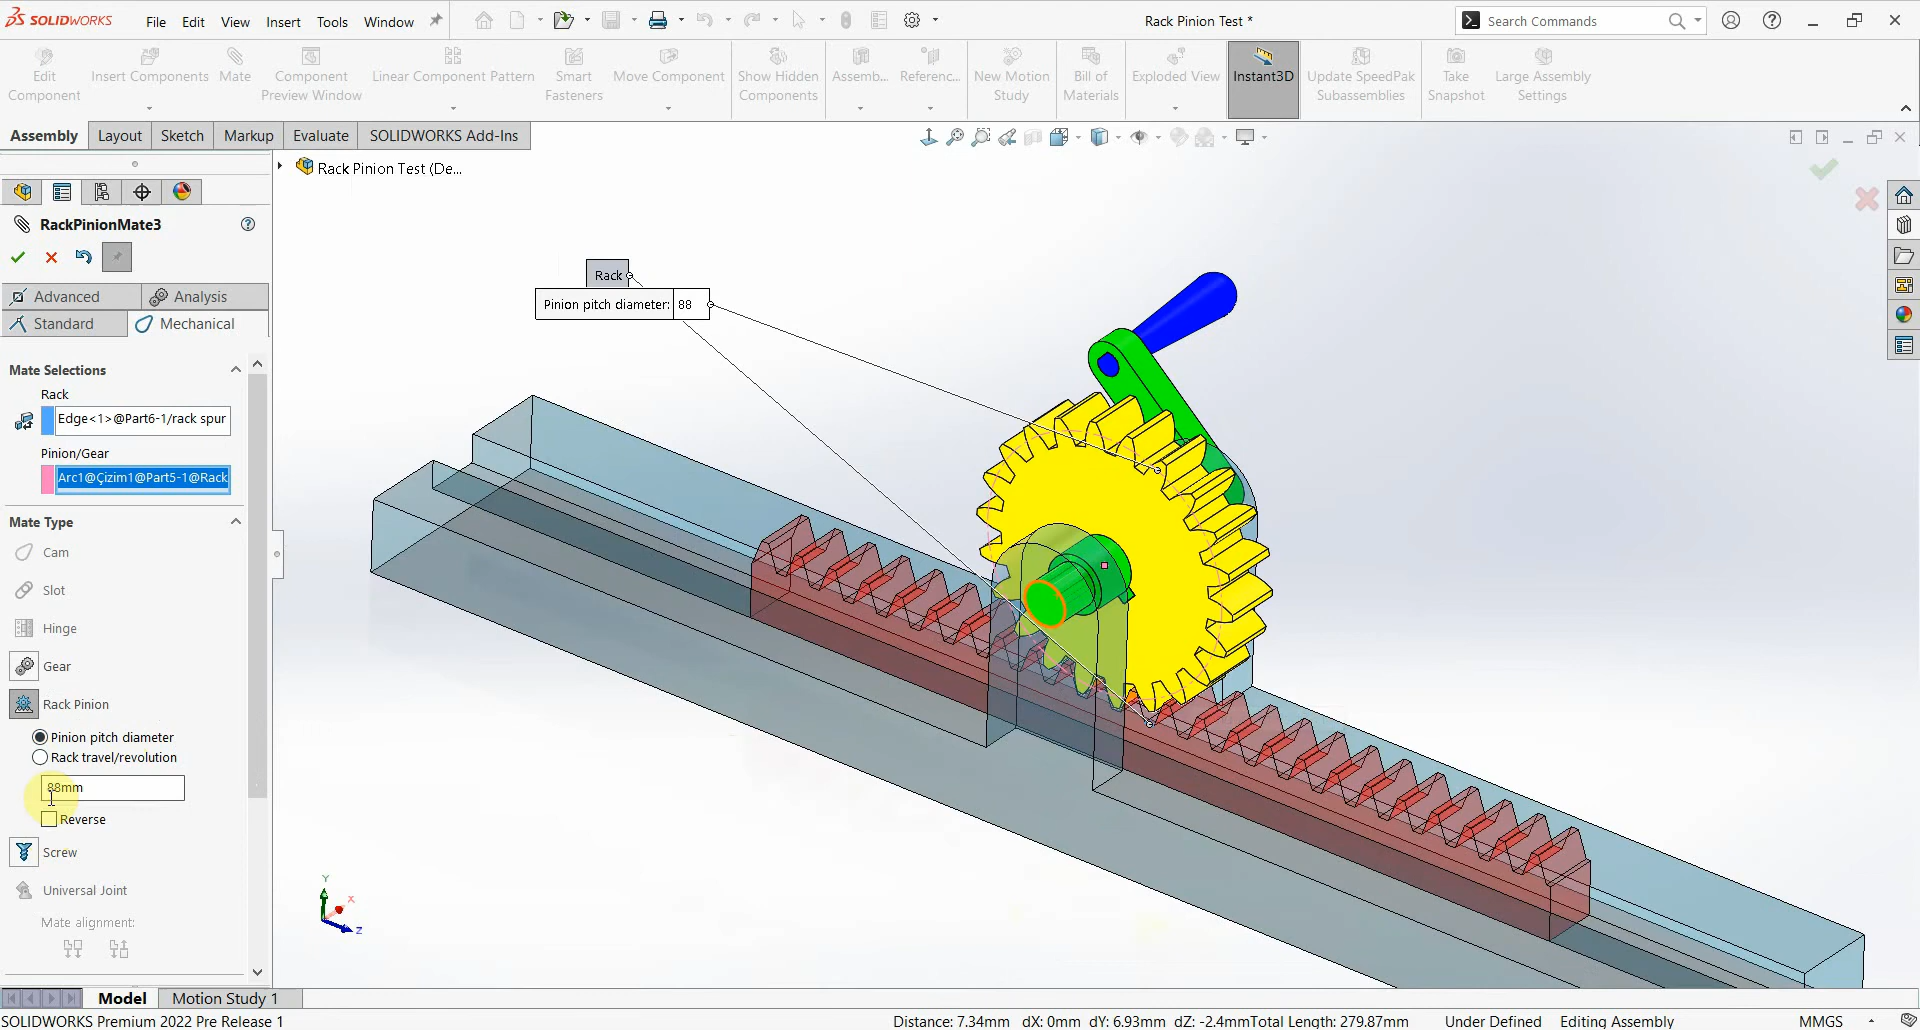 SOLIDWORKS File Edit View Insert Tools Window
Rack Pinion Test *
Search Commands
Edit Component
Insert Components
Mate
Component Preview Window
Linear Component Pattern
Smart Fasteners
Move Component
Show Hidden Components
Assemb...
Referenc...
New Motion Study
Bill of Materials
Exploded View
Instant3D
Update SpeedPak Subassemblies
Take Snapshot
Large Assembly Settings
Assembly Layout Sketch Markup Evaluate SOLIDWORKS Add-Ins
Rack Pinion Test (De...
RackPinionMate3
Advanced Analysis
Standard Mechanical
Mate Selections
Rack
Edge<1>@Part6-1/rack spur
Pinion/Gear
Arc1@Çizim1@Part5-1@Rack
Mate Type
Cam
Slot
Hinge
Gear
Rack Pinion
Pinion pitch diameter
Rack travel/revolution
88mm
Reverse
Screw
Universal Joint
Mate alignment:
Rack
Pinion pitch diameter: 88
Y
X
Z
Model Motion Study 1
SOLIDWORKS Premium 2022 Pre Release 1
Distance: 7.34mm dX: 0mm dY: 6.93mm dZ: -2.4mmTotal Length: 279.87mm
Under Defined Editing Assembly MMGS